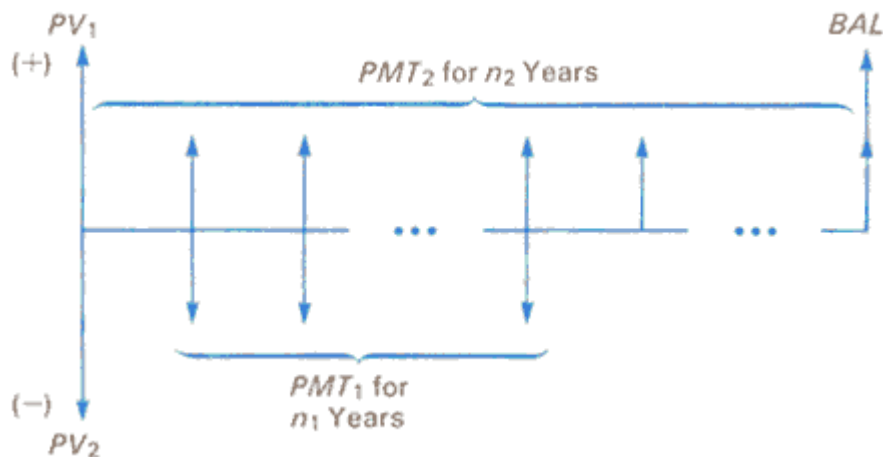 PV₁
BAL
(+)
PMT₂ for n₂ Years
PMT₁ for
n₁ Years
(−)
PV₂